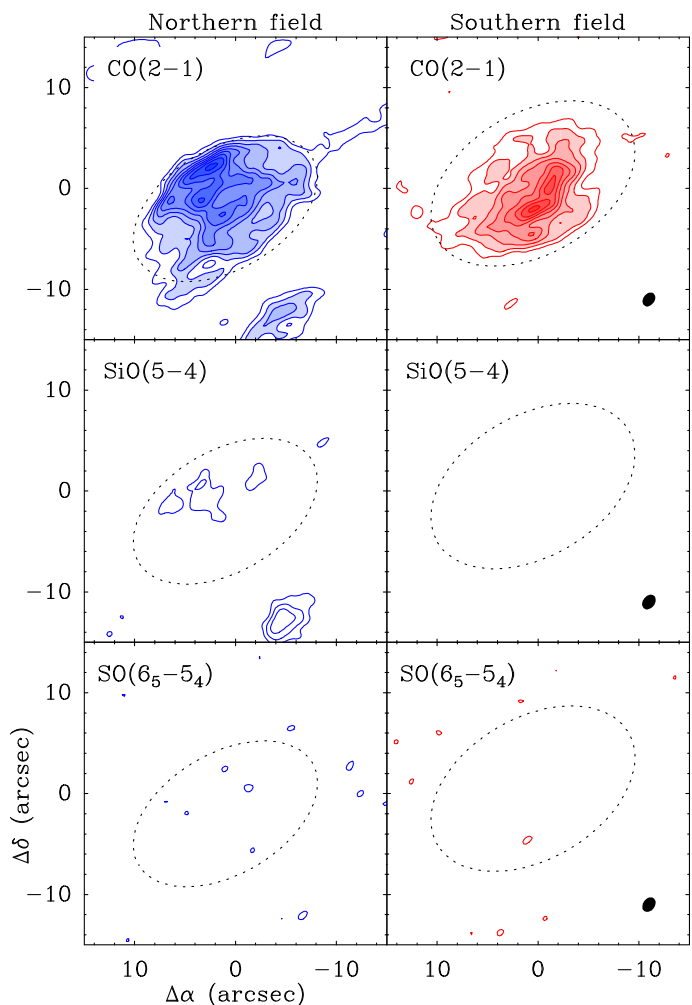 Northern field Southern field
CO(2−1) CO(2−1)
10
0
−10
SiO(5−4) SiO(5−4)
10
0
−10
SO(6₅−5₄) SO(6₅−5₄)
10
0
−10
Δδ (arcsec)
10 0 −10 10 0 −10
Δα (arcsec)